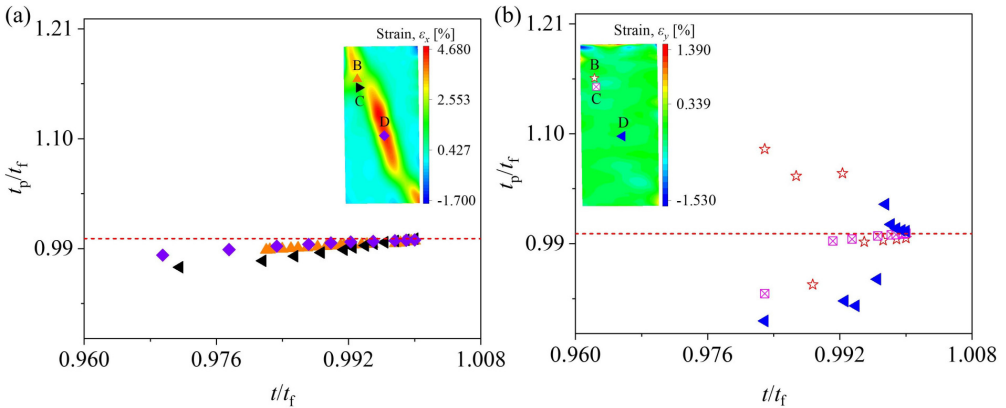 (a)
1.21
1.10
0.99
tp/tf
0.960
0.976
0.992
1.008
t/tf
Strain, εx [%]
4.680
2.553
0.427
-1.700
B
C
D
(b)
1.21
1.10
0.99
tp/tf
0.960
0.976
0.992
1.008
t/tf
Strain, εy [%]
1.390
0.339
-1.530
B
C
D